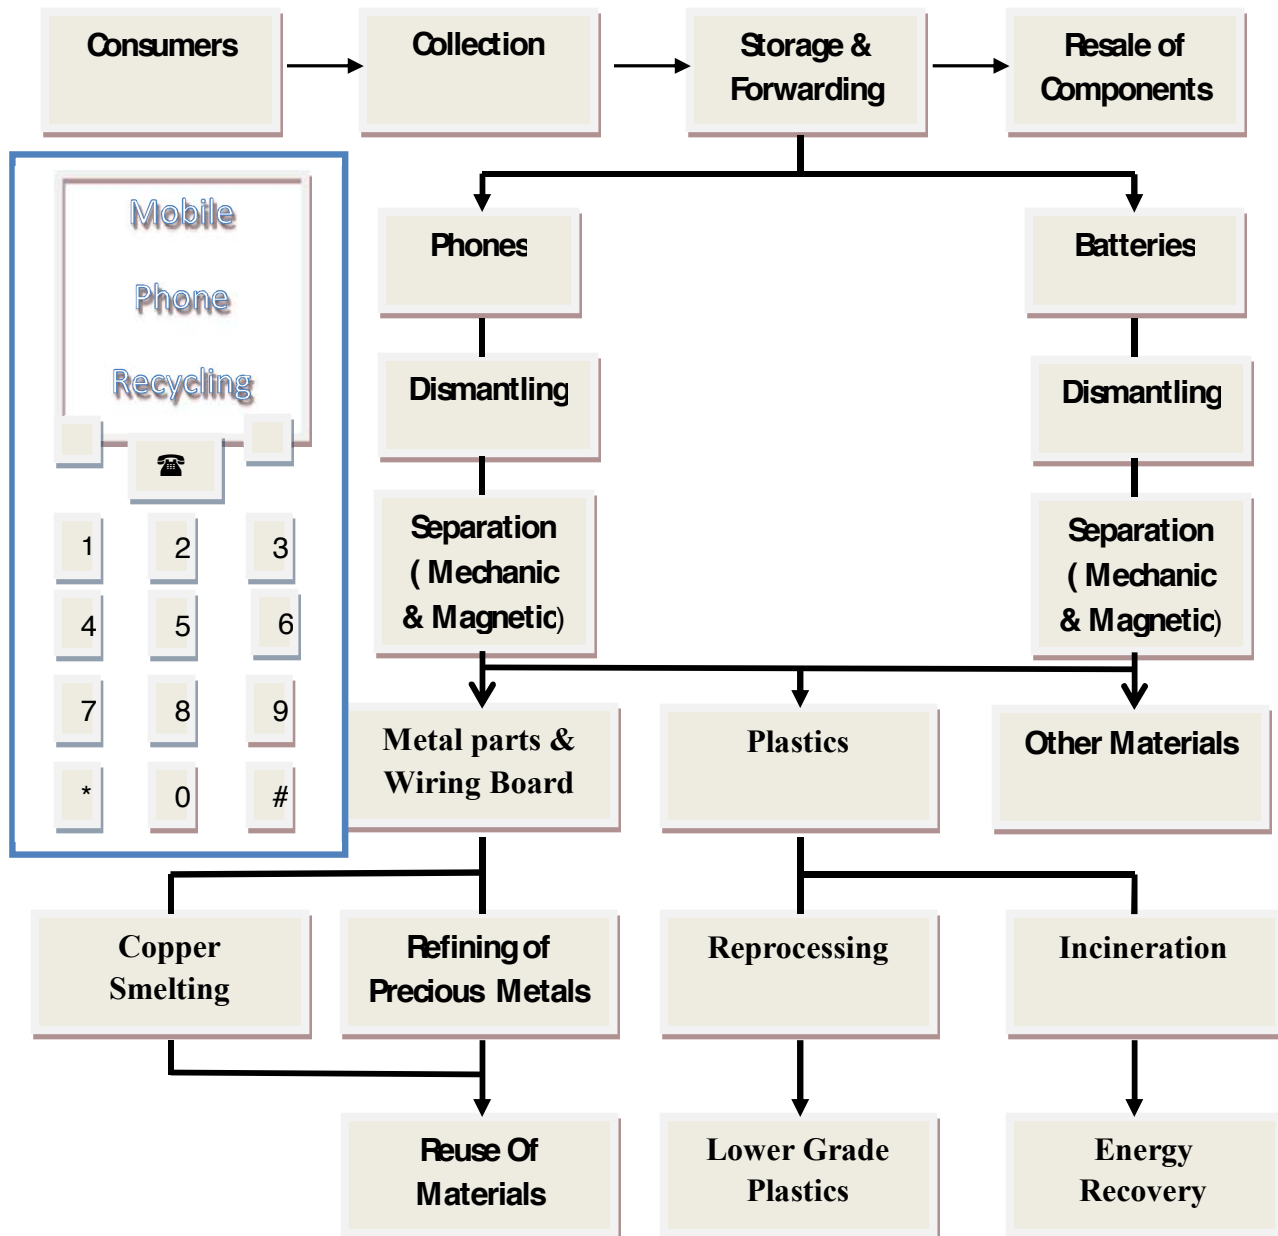 Consumers
Collection
Storage &
Forwarding
Resale of
Components
Mobile
Phone
Recycling
☎
1 2 3
4 5 6
7 8 9
* 0 #
Phones
Batteries
Dismantling
Dismantling
Separation
( Mechanic
& Magnetic)
Separation
( Mechanic
& Magnetic)
Metal parts &
Wiring Board
Plastics
Other Materials
Copper
Smelting
Refining of
Precious Metals
Reprocessing
Incineration
Reuse Of
Materials
Lower Grade
Plastics
Energy
Recovery